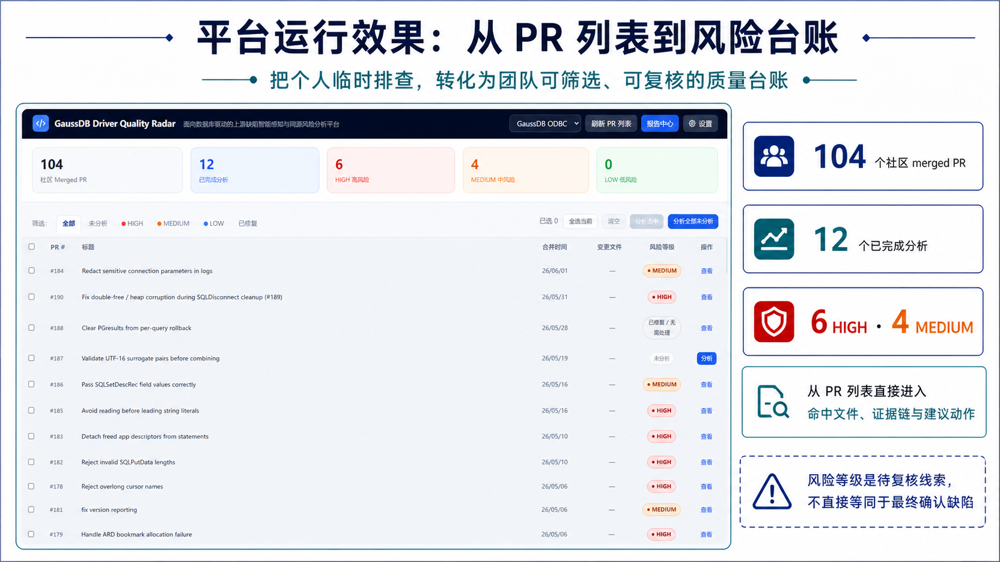 平台运行效果：从 PR 列表到风险台账
把个人临时排查，转化为团队可筛选、可复核的质量台账
</> GaussDB Driver Quality Radar 面向数据库驱动的上游缺陷智能感知与同源风险分析平台 GaussDB ODBC 刷新 PR 列表 报告中心 设置
104 12 6 4 0
社区 Merged PR 已完成分析 HIGH 高风险 MEDIUM 中风险 LOW 低风险
筛选： 全部 未分析 HIGH MEDIUM LOW 已修复 已选 0 全选当前 清空 分析选中 分析全部未分析
PR # 标题 合并时间 变更文件 风险等级 操作
#184 Redact sensitive connection parameters in logs 26/06/01 — MEDIUM 查看
#190 Fix double-free / heap corruption during SQLDisconnect cleanup (#189) 26/05/31 — HIGH 查看
#188 Clear PGresults from per-query rollback 26/05/28 — 已修复 / 无
需处理 查看
#187 Validate UTF-16 surrogate pairs before combining 26/05/19 — 未分析 分析
#186 Pass SQLSetDescRec field values correctly 26/05/16 — MEDIUM 查看
#185 Avoid reading before leading string literals 26/05/16 — HIGH 查看
#183 Detach freed app descriptors from statements 26/05/10 — HIGH 查看
#182 Reject invalid SQLPutData lengths 26/05/10 — HIGH 查看
#178 Reject overlong cursor names 26/05/06 — HIGH 查看
#181 fix version reporting 26/05/06 — MEDIUM 查看
#179 Handle ARD bookmark allocation failure 26/05/06 — HIGH 查看
104 个社区 merged PR
12 个已完成分析
6 HIGH · 4 MEDIUM
从 PR 列表直接进入
命中文件、证据链与建议动作
风险等级是待复核线索，
不直接等同于最终确认缺陷